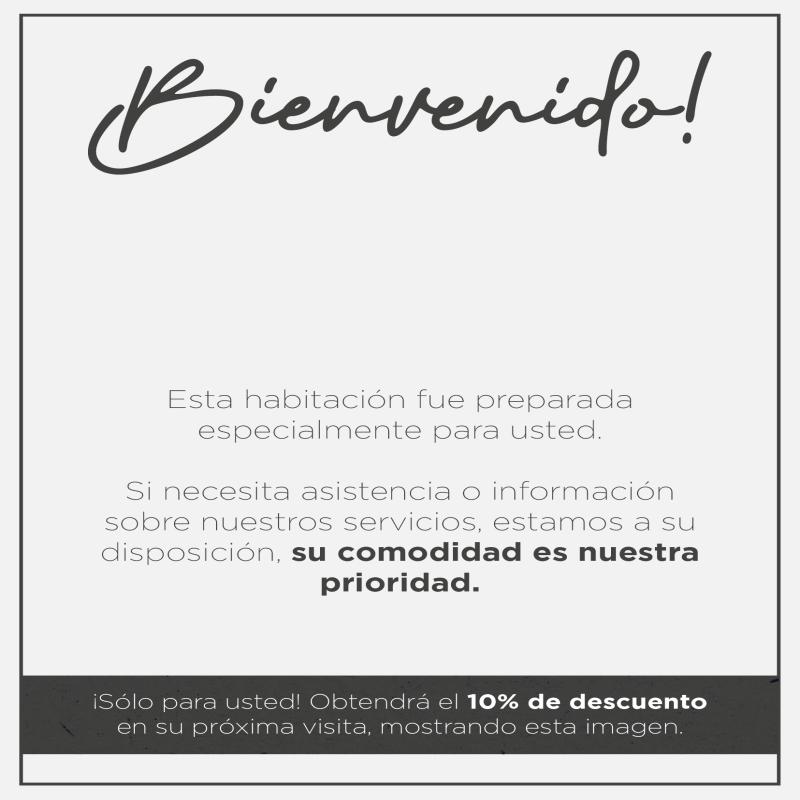 Bienvenido!
Esta habitación fue preparada
especialmente para usted.
Si necesita asistencia o información
sobre nuestros servicios, estamos a su
disposición, su comodidad es nuestra
prioridad.
¡Sólo para usted! Obtendrá el 10% de descuento
en su próxima visita, mostrando esta imagen.